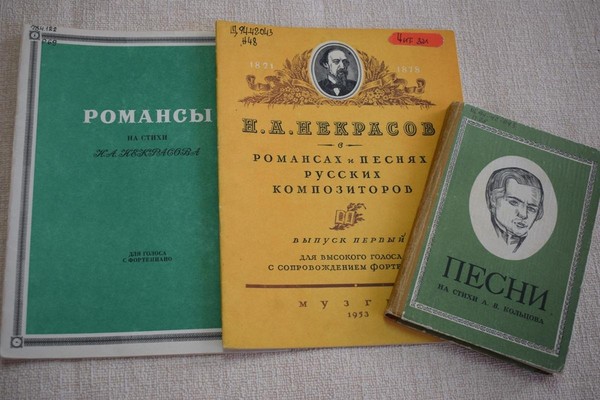 РОМАНСЫ
НА СТИХИ
Н.А.НЕКРАСОВА
ДЛЯ ГОЛОСА
С ФОРТЕПИАНО
1821 1878
Н.А.НЕКРАСОВ
в
РОМАНСАХ и ПЕСНЯХ
РУССКИХ
КОМПОЗИТОРОВ
ВЫПУСК ПЕРВЫЙ
ДЛЯ ВЫСОКОГО ГОЛОСА
С СОПРОВОЖДЕНИЕМ ФОРТЕ
МУЗГ
1953
ПЕСНИ
НА СТИХИ А. В. КОЛЬЦОВА